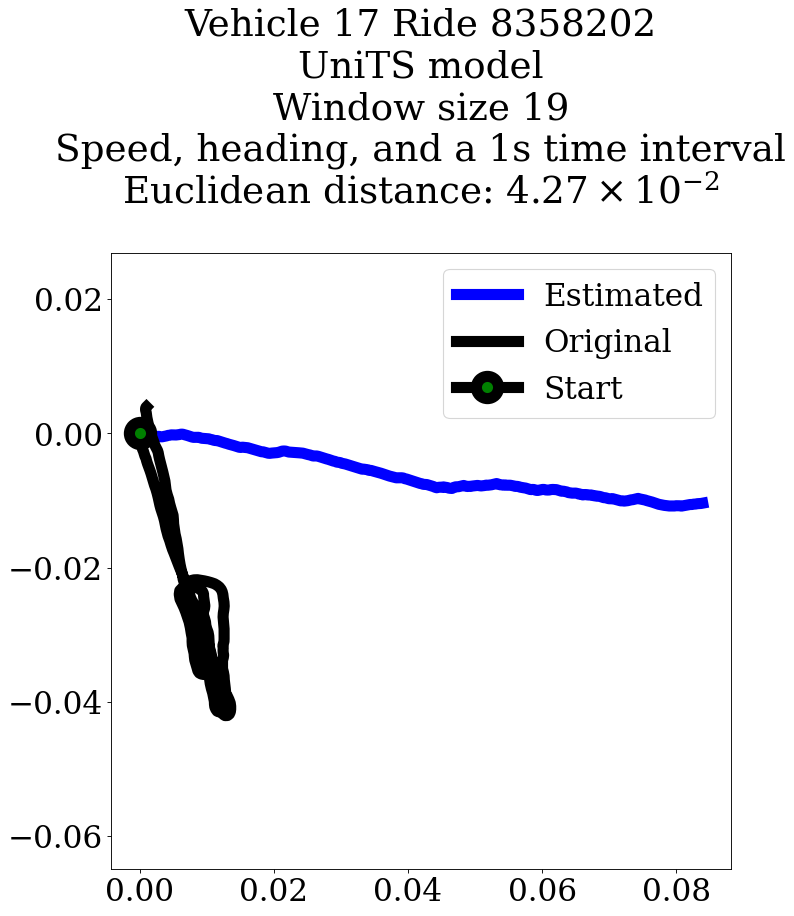 Vehicle 17 Ride 8358202
UniTS model
Window size 19
Speed, heading, and a 1s time interval
Euclidean distance: 4.27 × 10⁻²
Estimated
Original
Start
0.02
0.00
−0.02
−0.04
−0.06
0.00 0.02 0.04 0.06 0.08